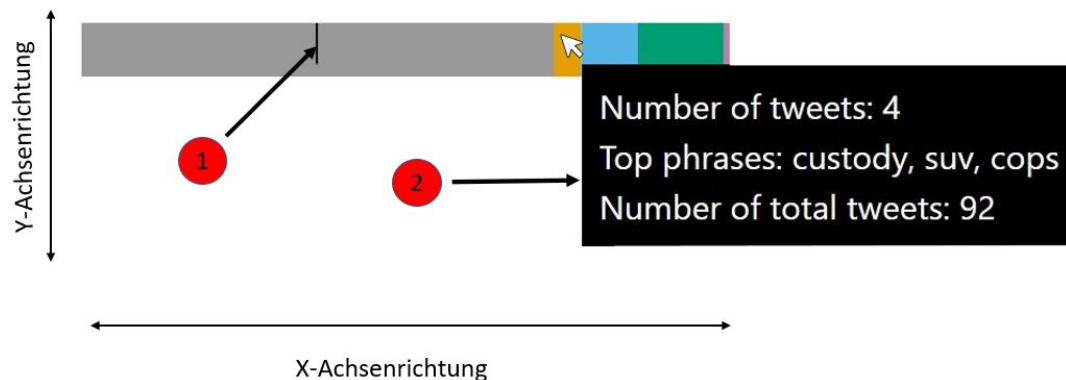 Y-Achsenrichtung
1
2
Number of tweets: 4
Top phrases: custody, suv, cops
Number of total tweets: 92
X-Achsenrichtung